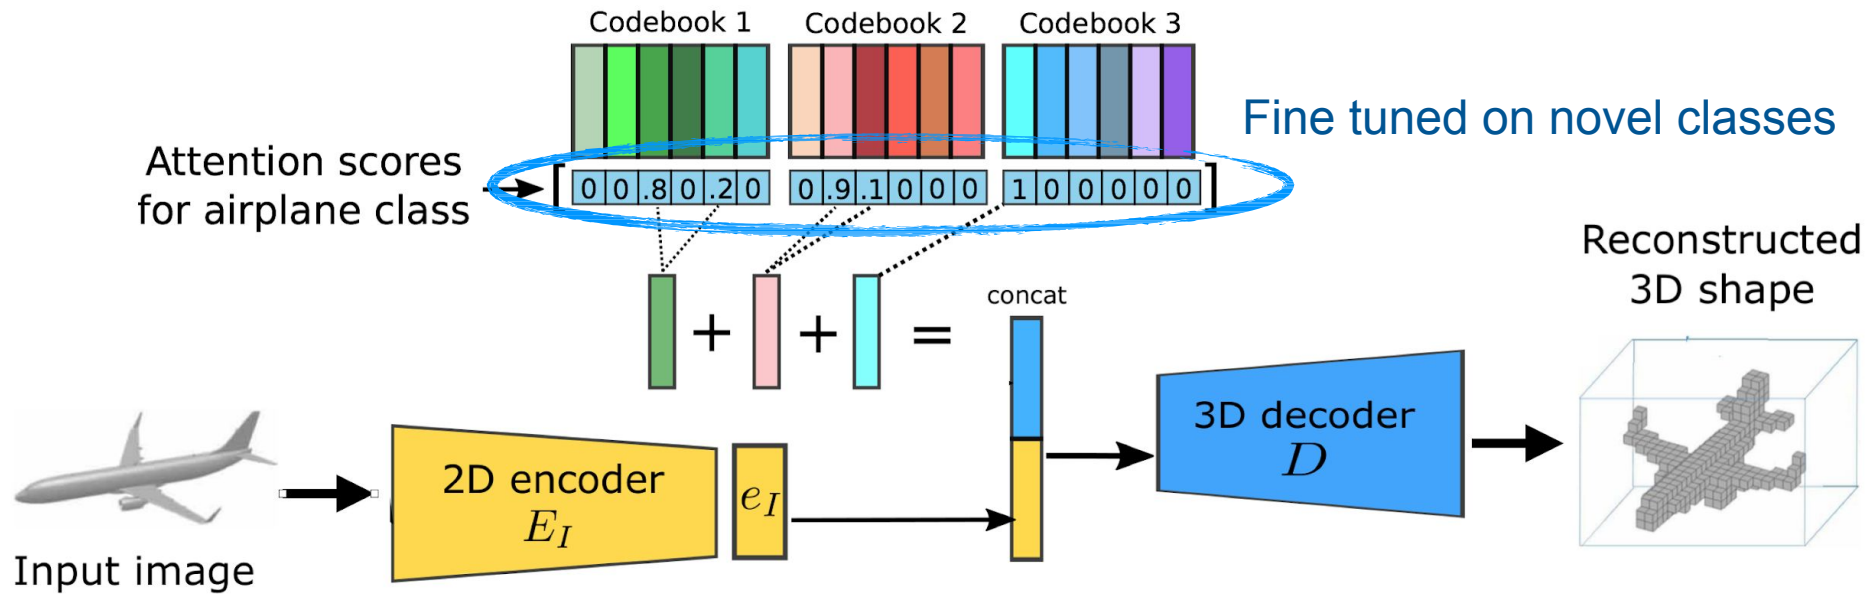 Codebook 1 Codebook 2 Codebook 3
Fine tuned on novel classes
Attention scores
for airplane class
[ 0 0 .8 0 .2 0 0 .9 .1 0 0 0 1 0 0 0 0 0 ]
Reconstructed
3D shape
concat
+ + =
3D decoder
D
2D encoder
E_I
e_I
Input image